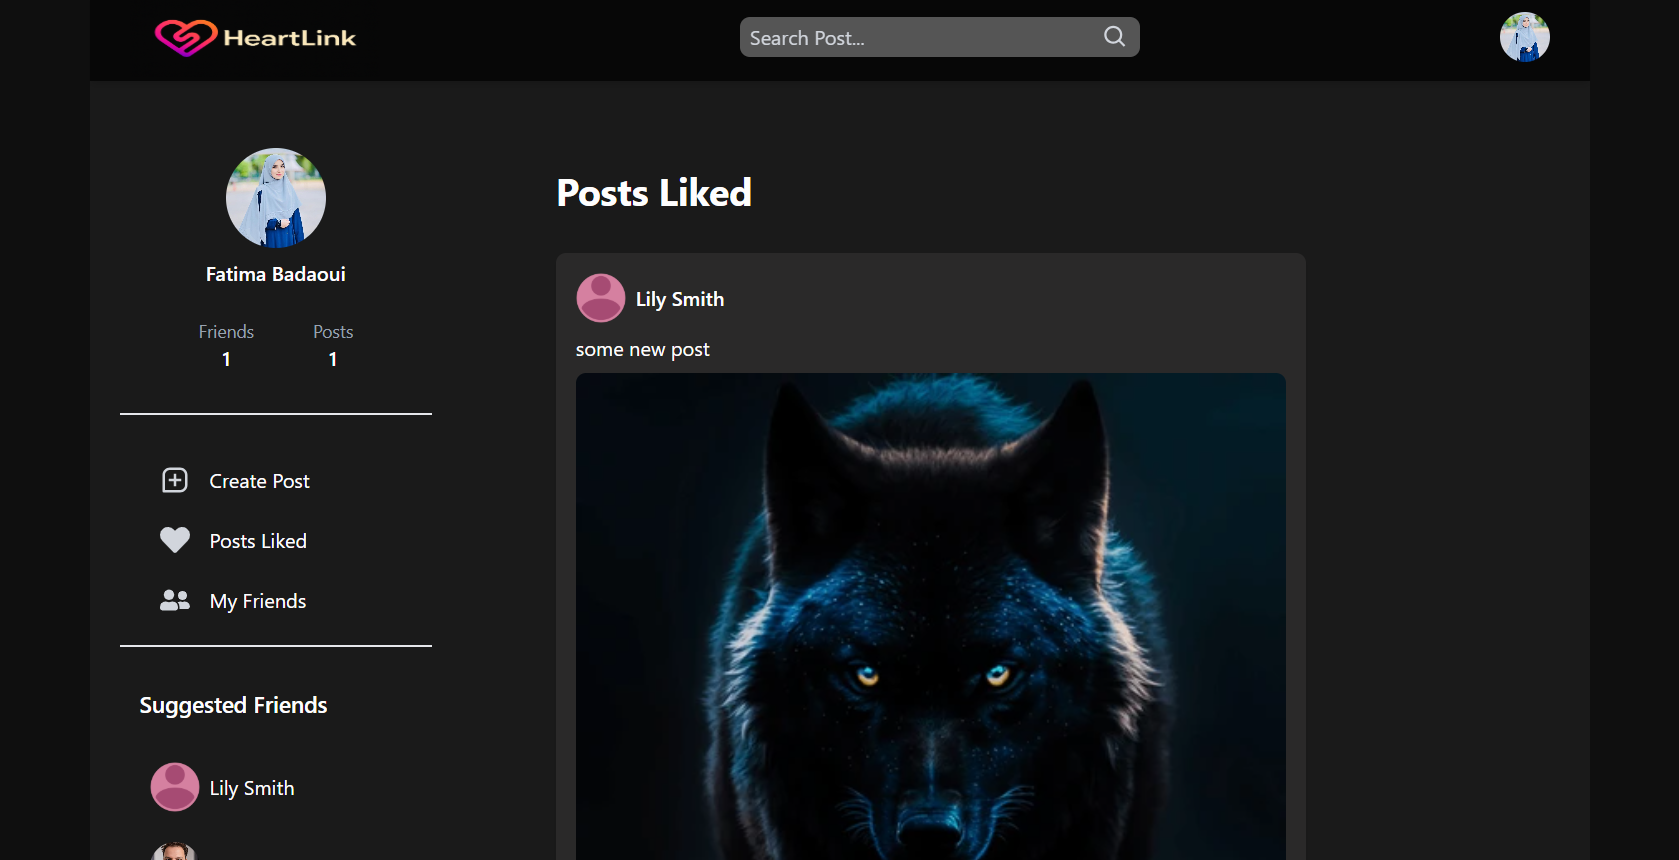 HeartLink
Search Post...
Fatima Badaoui
Friends Posts
1 1
Create Post
Posts Liked
My Friends
Suggested Friends
Lily Smith
Posts Liked
Lily Smith
some new post